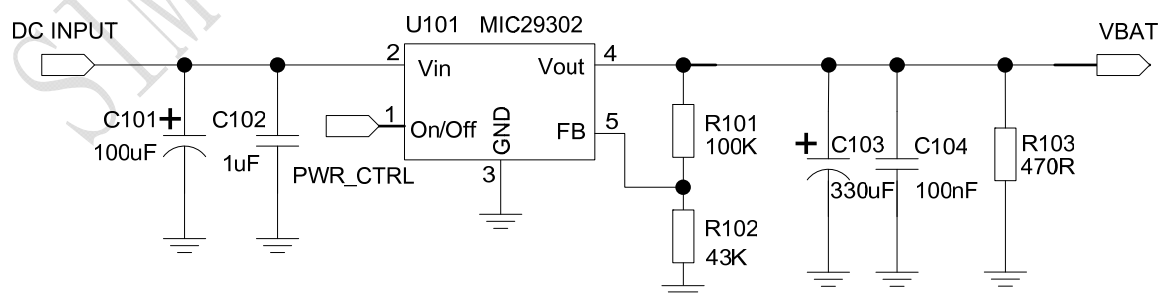 SIM
DC INPUT
U101 MIC29302
VBAT
2
Vin
Vout
4
C101
+
100uF
C102
1uF
1
On/Off
PWR_CTRL
GND
3
FB
5
R101
100K
R102
43K
+
C103
330uF
C104
100nF
R103
470R